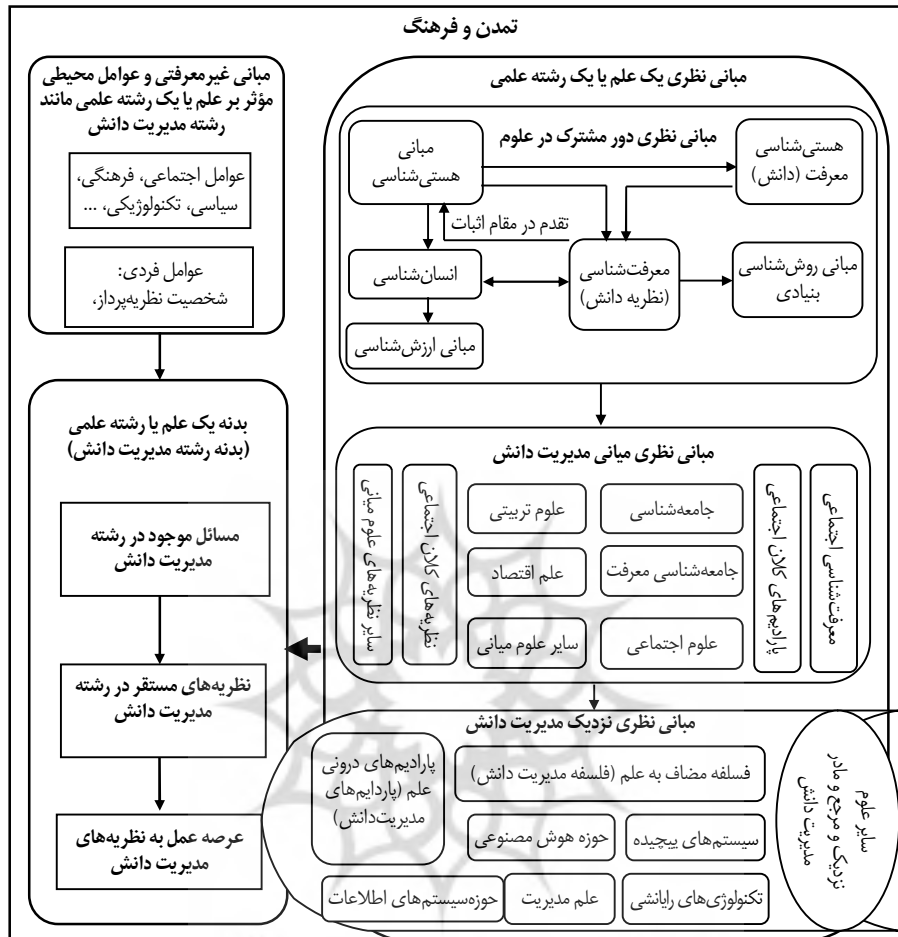 تمدن و فرهنگ
مبانی نظری یک علم یا یک رشته علمی
مبانی نظری دور مشترک در علوم
هستی‌شناسی
معرفت (دانش)
مبانی
هستی‌شناسی
تقدم در مقام اثبات
انسان‌شناسی
معرفت‌شناسی
(نظریه دانش)
مبانی روش‌شناسی
بنیادی
مبانی ارزش‌شناسی
مبانی نظری میانی مدیریت دانش
معرفت‌شناسی اجتماعی
پارادیم‌های کلان اجتماعی
جامعه‌شناسی
علوم تربیتی
جامعه‌شناسی معرفت
علم اقتصاد
علوم اجتماعی
سایر علوم میانی
نظریه‌های کلان اجتماعی
سایر نظریه‌های علوم میانی
مبانی نظری نزدیک مدیریت دانش
سایر علوم
نزدیک و مرجع و مادر
مدیریت دانش
فسلفه مضاف به علم (فلسفه مدیریت دانش)
پارادیم‌های درونی
علم (پاردایم‌های
مدیریت‌دانش)
سیستم‌های پیچیده
حوزه هوش مصنوعی
تکنولوژی‌های رایانشی
علم مدیریت
حوزه‌سیستم‌های اطلاعات
مبانی غیرمعرفتی و عوامل محیطی
مؤثر بر علم یا یک رشته علمی مانند
رشته مدیریت دانش
عوامل اجتماعی، فرهنگی،
سیاسی، تکنولوژیکی، ...
عوامل فردی:
شخصیت نظریه‌پرداز،
بدنه یک علم یا رشته علمی
(بدنه رشته مدیریت دانش)
مسائل موجود در رشته
مدیریت دانش
نظریه‌های مستقر در رشته
مدیریت دانش
عرصه عمل به نظریه‌های
مدیریت دانش